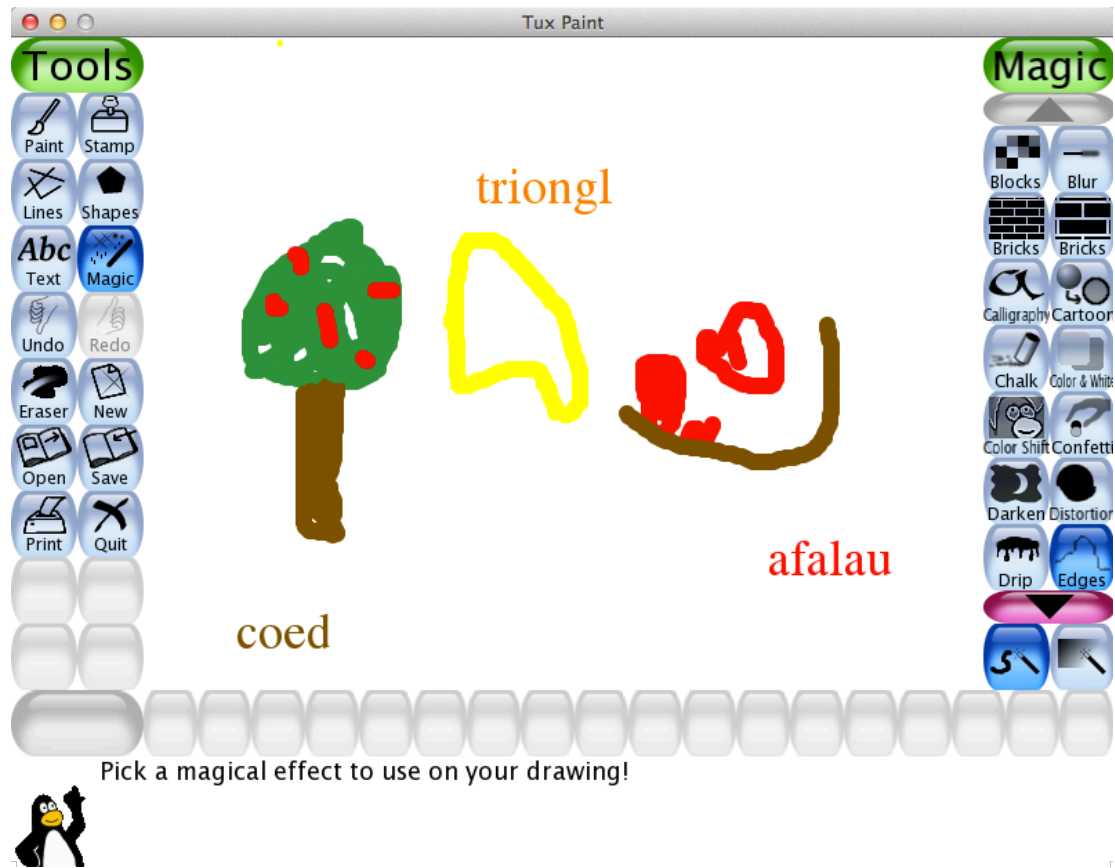 Tux Paint
Tools
Magic
Paint Stamp
Lines Shapes
Abc
Text Magic
Undo Redo
Eraser New
Open Save
Print Quit
triongl
afalau
coed
Blocks Blur
Bricks Bricks
Calligraphy Cartoon
Chalk Color & White
Color Shift Confetti
Darken Distortion
Drip Edges
Pick a magical effect to use on your drawing!